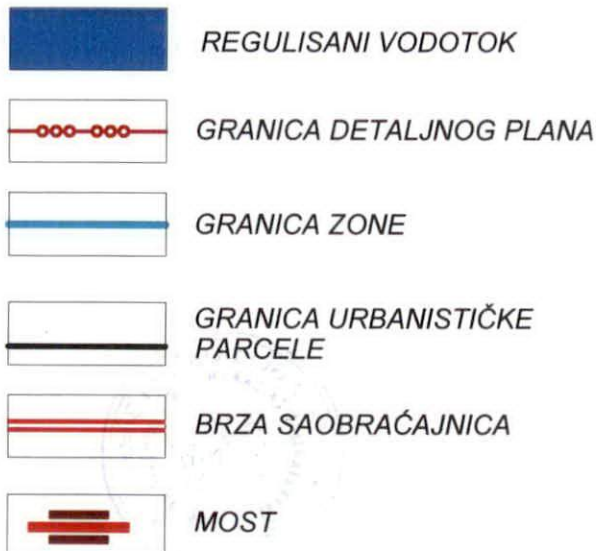 REGULISANI VODOTOK
GRANICA DETALJNOG PLANA
GRANICA ZONE
GRANICA URBANISTIČKE
PARCELE
BRZA SAOBRAĆAJNICA
MOST